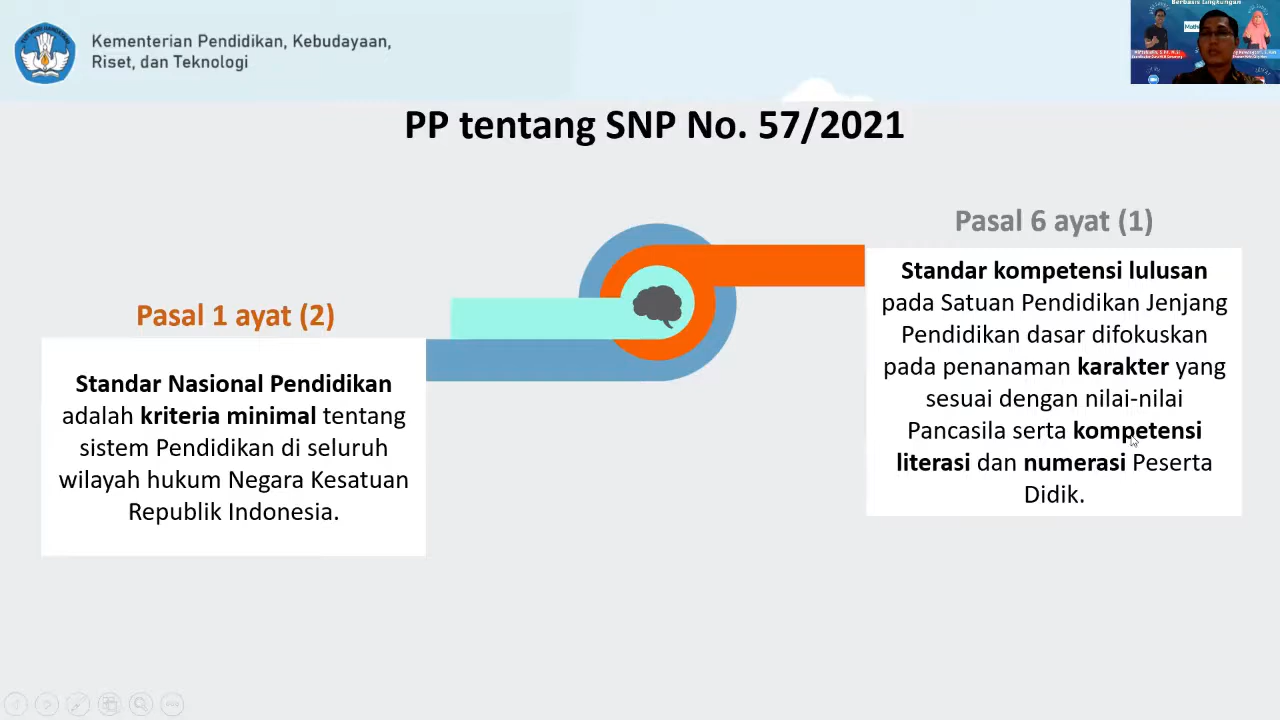 Kementerian Pendidikan, Kebudayaan,
Riset, dan Teknologi
Berbasis Lingkungan
PP tentang SNP No. 57/2021
Pasal 1 ayat (2)
Standar Nasional Pendidikan
adalah kriteria minimal tentang
sistem Pendidikan di seluruh
wilayah hukum Negara Kesatuan
Republik Indonesia.
Pasal 6 ayat (1)
Standar kompetensi lulusan
pada Satuan Pendidikan Jenjang
Pendidikan dasar difokuskan
pada penanaman karakter yang
sesuai dengan nilai-nilai
Pancasila serta kompetensi
literasi dan numerasi Peserta
Didik.